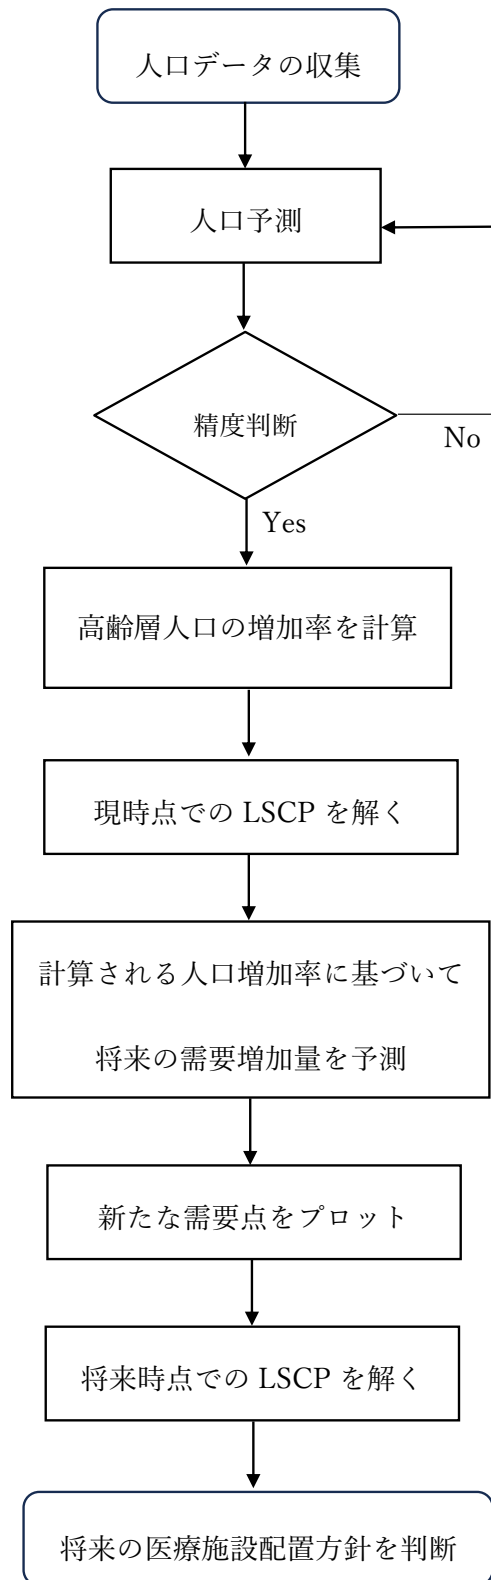 人口データの収集
人口予測
精度判断
No
Yes
高齢層人口の増加率を計算
現時点での LSCP を解く
計算される人口増加率に基づいて
将来の需要増加量を予測
新たな需要点をプロット
将来時点での LSCP を解く
将来の医療施設配置方針を判断